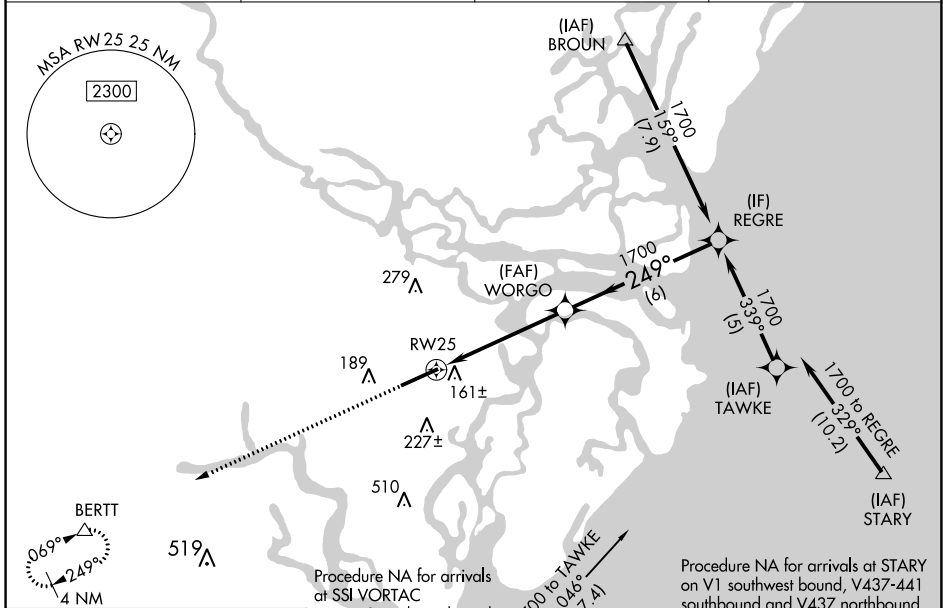 MSA RW25 25 NM
2300
(IAF)
BROUN
1700
159°
(7.9)
(IF)
REGRE
1700
249°
(6)
(FAF)
WORGO
279
RW25
189
161±
227±
510
519
1700
339°
(5)
(IAF)
TAWKE
1700 to REGRE
329°
(10.2)
(IAF)
STARY
BERTT
069°
249°
4 NM
00 to TAWKE
046°
7.4)
Procedure NA for arrivals
at SSI VORTAC
Procedure NA for arrivals at STARY
on V1 southwest bound, V437-441
southbound and V437 northbound